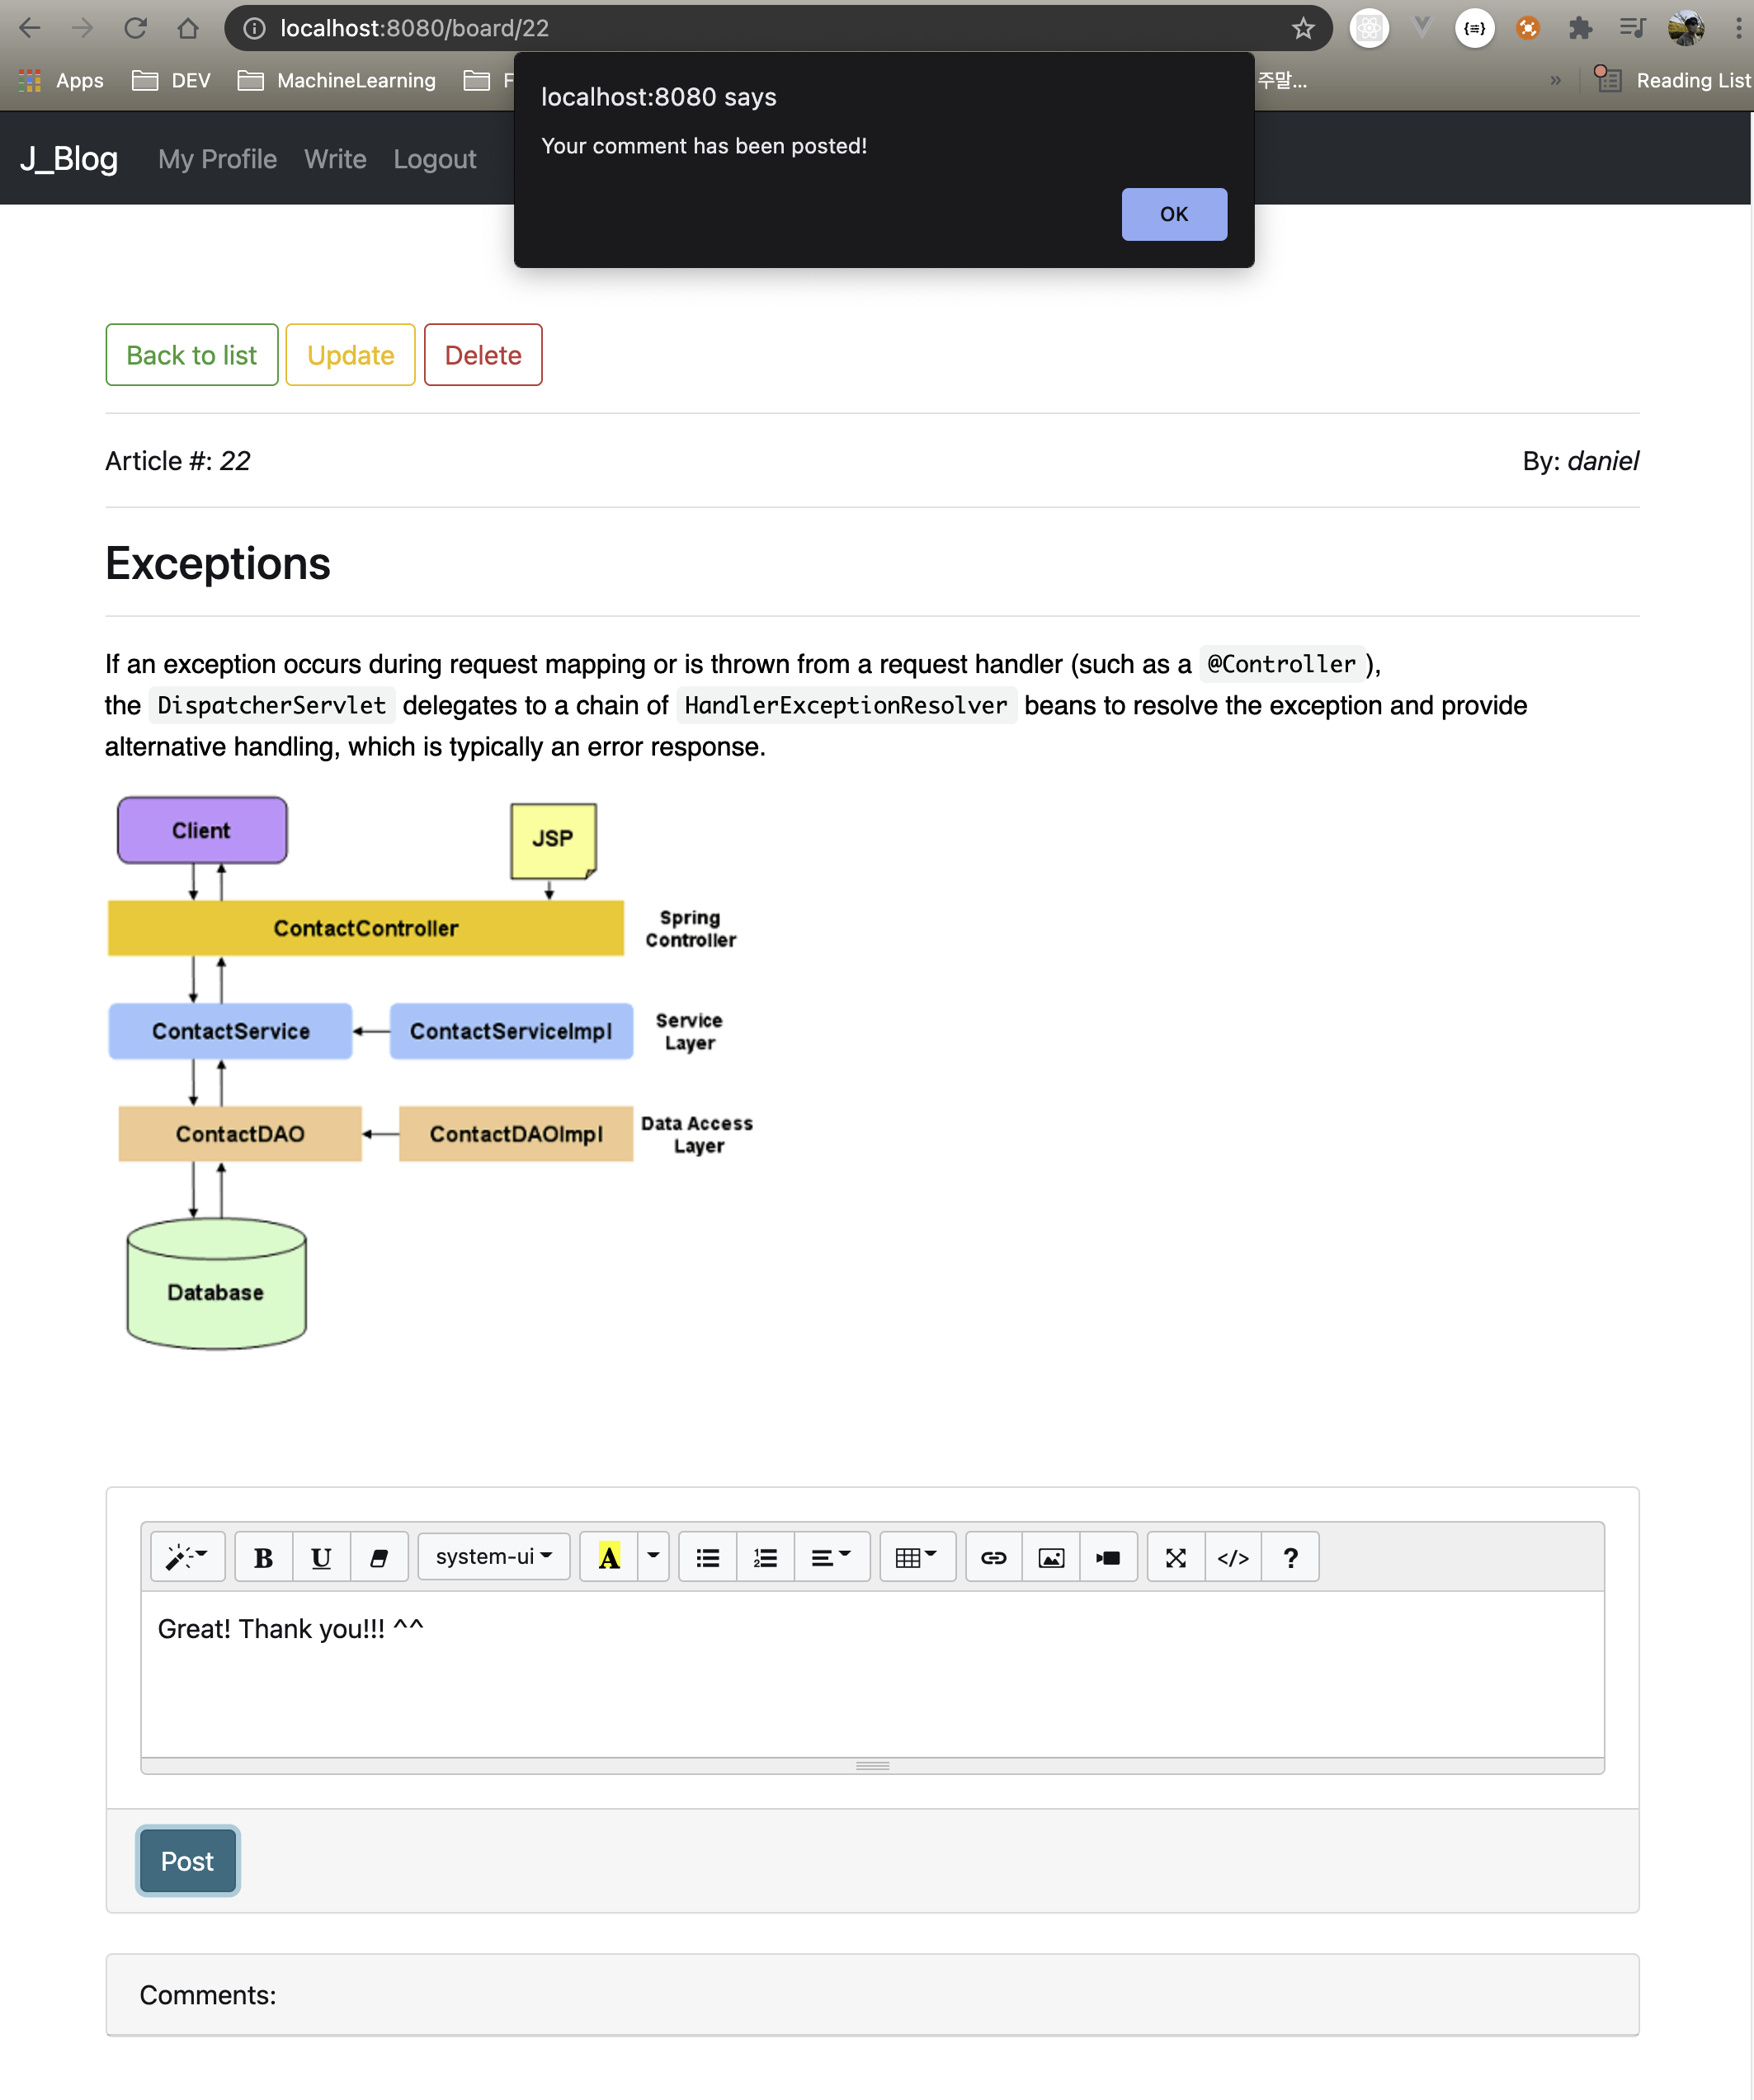 localhost:8080/board/22
Apps DEV MachineLearning F 주말... » Reading List
localhost:8080 says
Your comment has been posted!
OK
J_Blog My Profile Write Logout
Back to list Update Delete
Article #: 22 By: daniel
Exceptions
If an exception occurs during request mapping or is thrown from a request handler (such as a @Controller),
the DispatcherServlet delegates to a chain of HandlerExceptionResolver beans to resolve the exception and provide
alternative handling, which is typically an error response.
Client
JSP
ContactController
Spring
Controller
ContactService
ContactServiceImpl
Service
Layer
ContactDAO
ContactDAOImpl
Data Access
Layer
Database
B U system-ui A </> ?
Great! Thank you!!! ^^
Post
Comments: